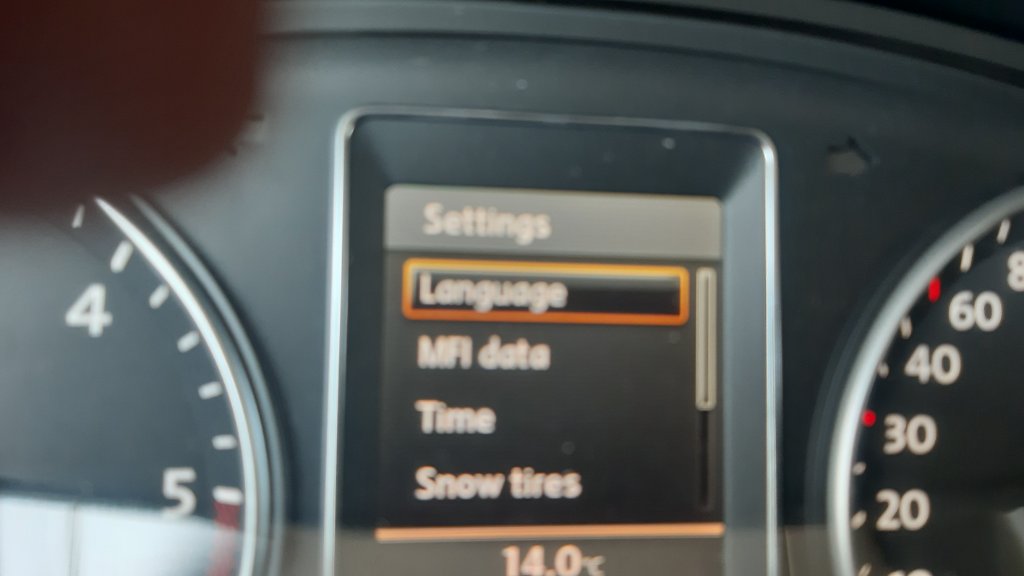 Settings
Language
MFI data
Time
Snow tires
14.0°C
4
5
60
40
30
20